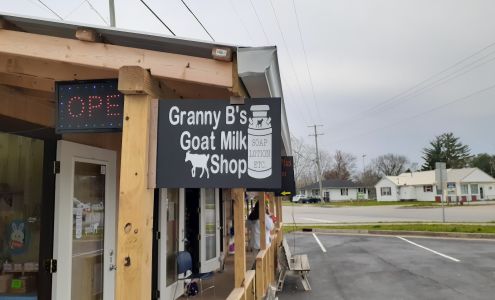 OPE
Granny B's
Goat Milk
Shop
SOAP
LOTION
ETC.